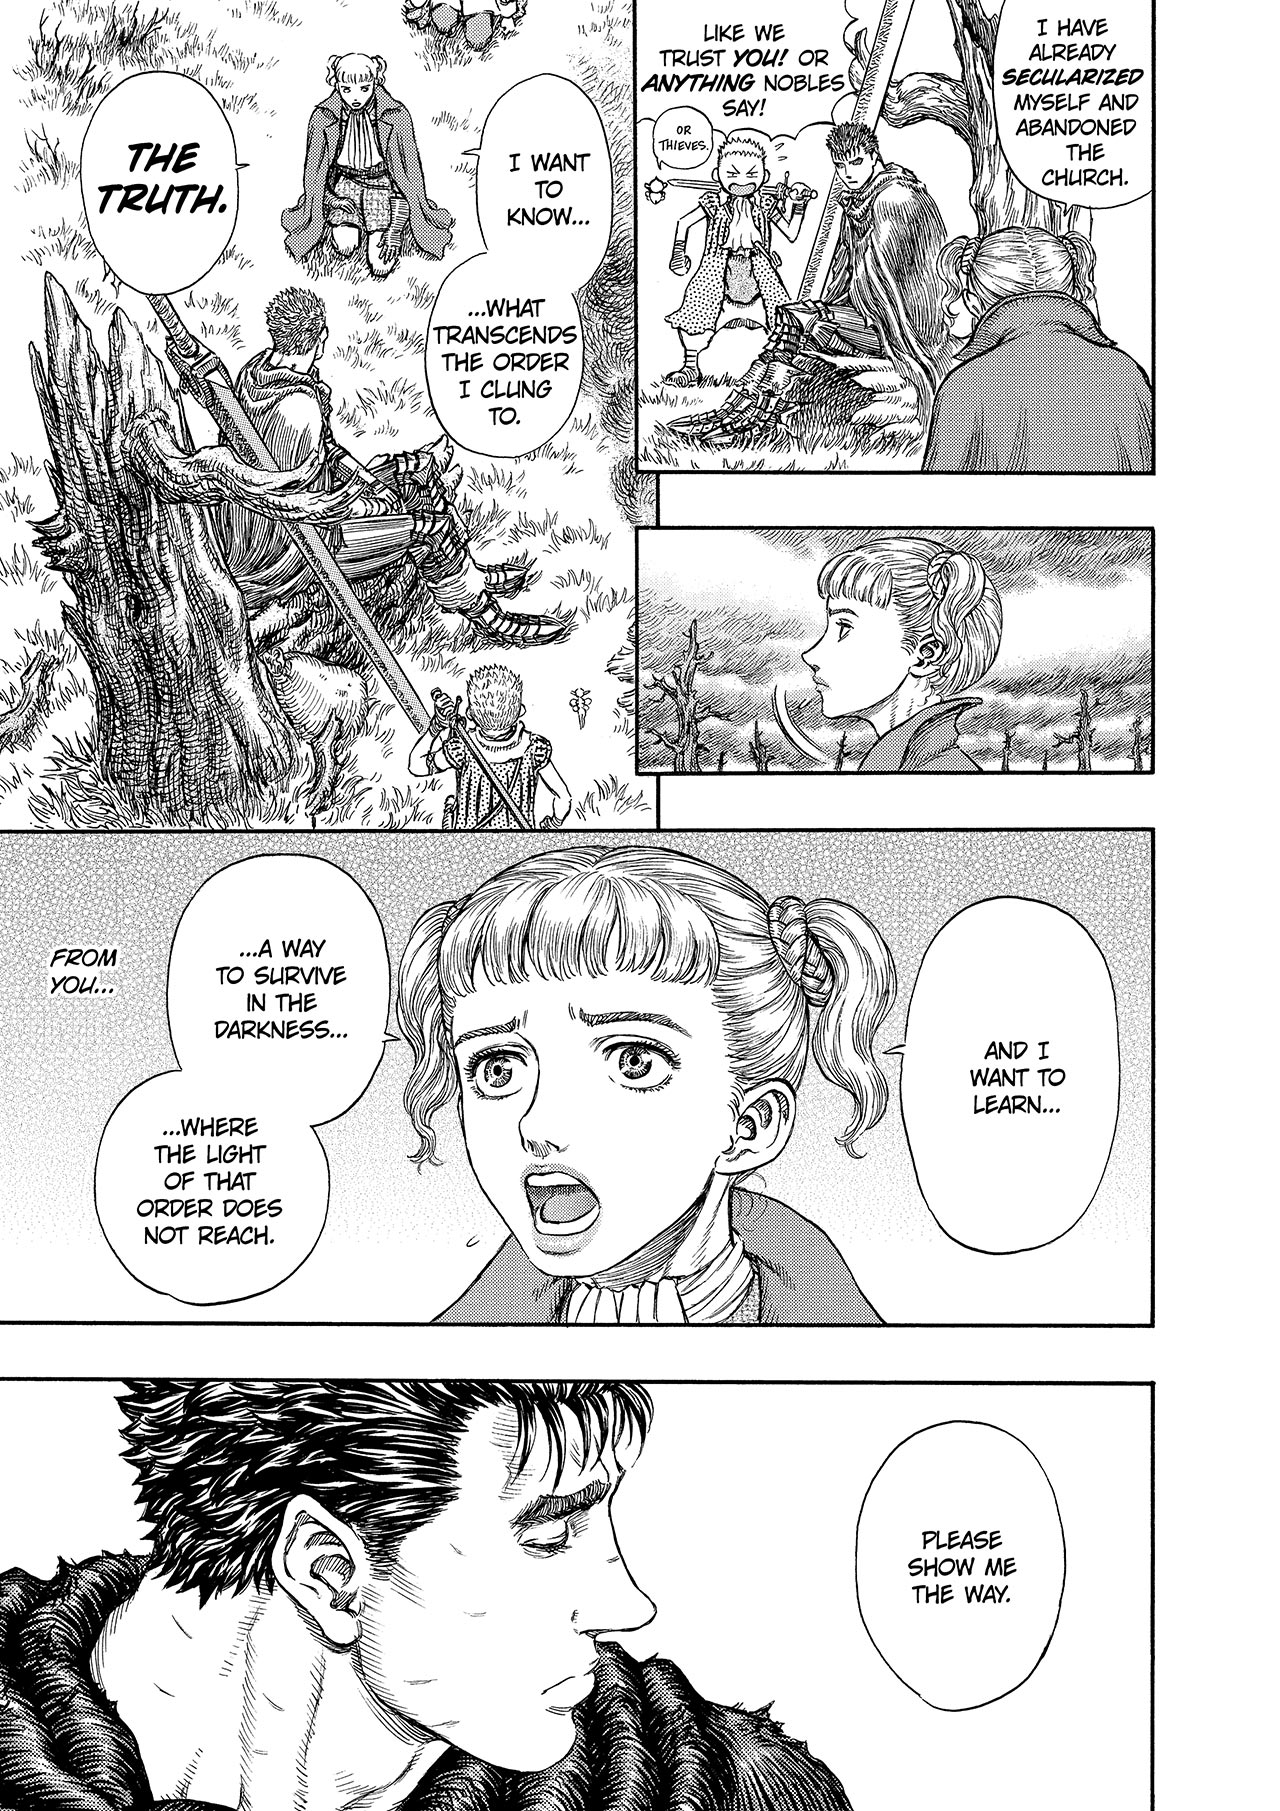 I HAVE
ALREADY
SECULARIZED
MYSELF AND
ABANDONED
THE
CHURCH.
LIKE WE
TRUST YOU! OR
ANYTHING NOBLES
SAY!
OR
THIEVES.
I WANT
TO
KNOW...
...WHAT
TRANSCENDS
THE ORDER
I CLUNG
TO.
THE
TRUTH.
AND I
WANT TO
LEARN...
...A WAY
TO SURVIVE
IN THE
DARKNESS...
...WHERE
THE LIGHT
OF THAT
ORDER DOES
NOT REACH.
FROM
YOU...
PLEASE
SHOW ME
THE WAY.